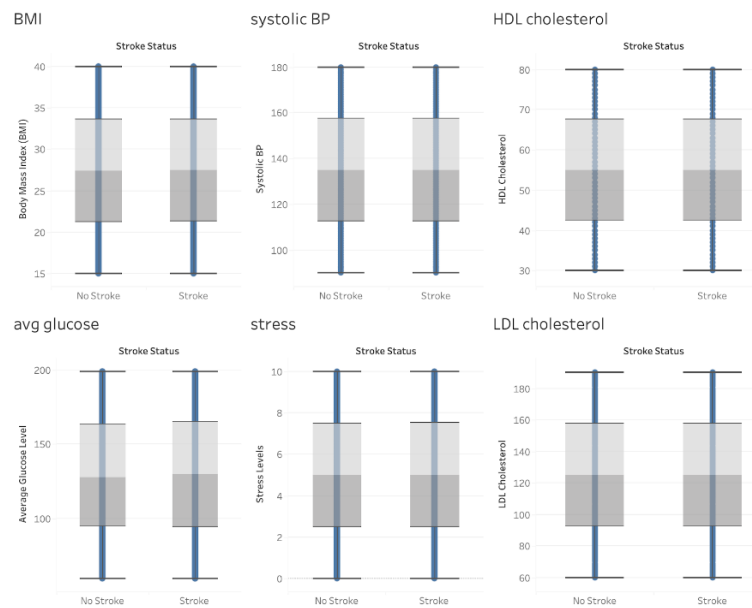 BMI
Stroke Status
Body Mass Index (BMI)
40
35
30
25
20
15
No Stroke
Stroke
systolic BP
Stroke Status
Systolic BP
180
160
140
120
100
No Stroke
Stroke
HDL cholesterol
Stroke Status
HDL Cholesterol
80
70
60
50
40
30
No Stroke
Stroke
avg glucose
Stroke Status
Average Glucose Level
200
150
100
No Stroke
Stroke
stress
Stroke Status
Stress Levels
10
8
6
4
2
0
No Stroke
Stroke
LDL cholesterol
Stroke Status
LDL Cholesterol
180
160
140
120
100
80
60
No Stroke
Stroke